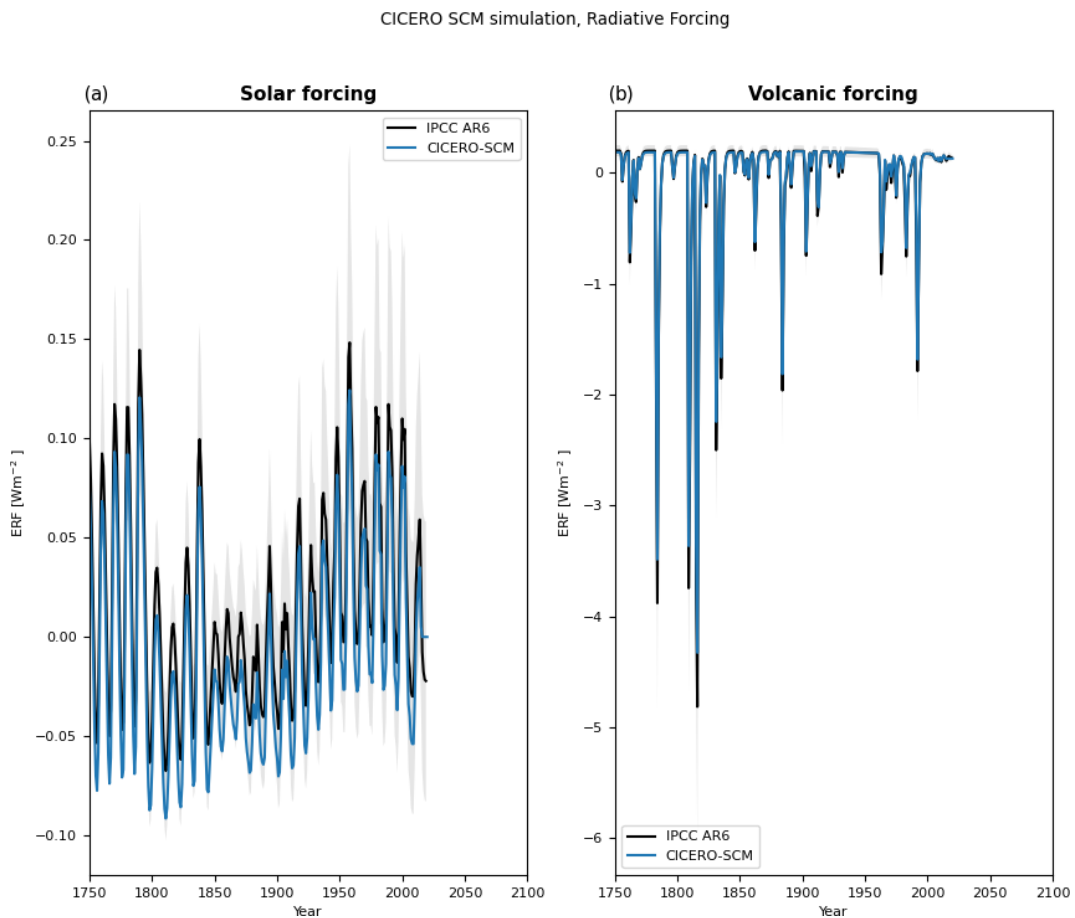 CICERO SCM simulation, Radiative Forcing
(a) Solar forcing
IPCC AR6
CICERO-SCM
0.25
0.20
0.15
0.10
0.05
0.00
−0.05
−0.10
ERF [Wm⁻² ]
1750 1800 1850 1900 1950 2000 2050 2100
Year
(b) Volcanic forcing
0
−1
−2
−3
−4
−5
−6
ERF [Wm⁻² ]
IPCC AR6
CICERO-SCM
1750 1800 1850 1900 1950 2000 2050 2100
Year